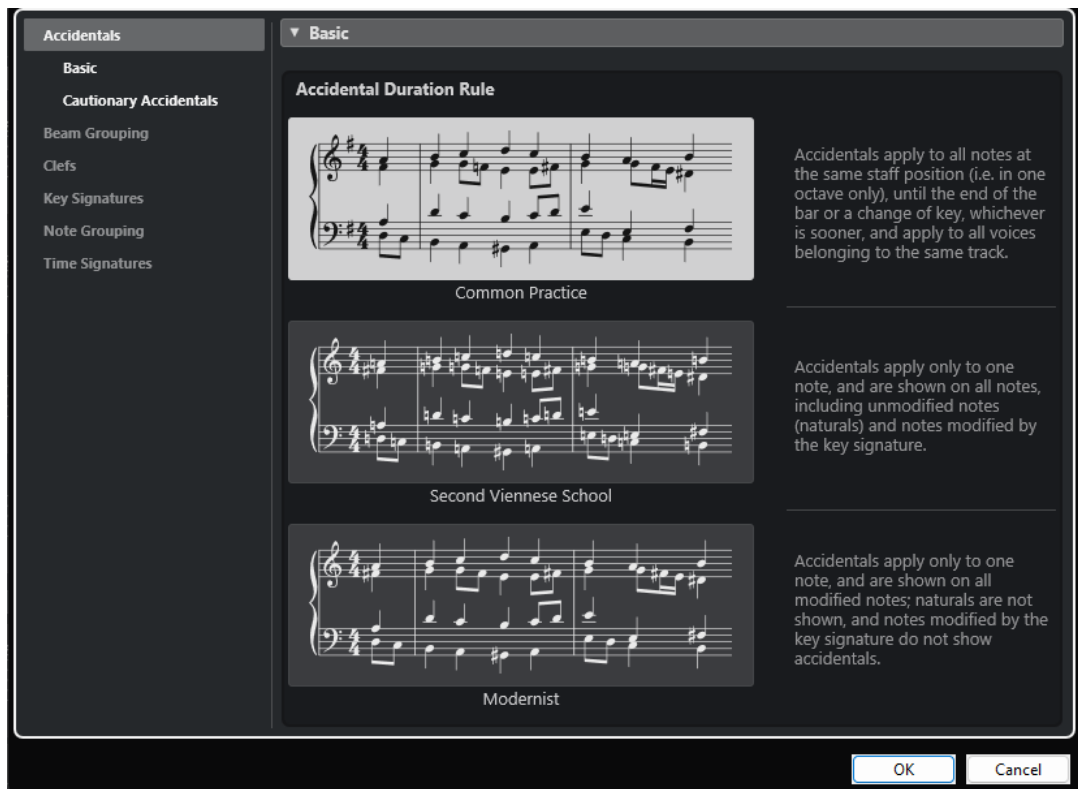 Accidentals
Basic
Cautionary Accidentals
Beam Grouping
Clefs
Key Signatures
Note Grouping
Time Signatures
Basic
Accidental Duration Rule
Accidentals apply to all notes at
the same staff position (i.e. in one
octave only), until the end of the
bar or a change of key, whichever
is sooner, and apply to all voices
belonging to the same track.
Common Practice
Accidentals apply only to one
note, and are shown on all notes,
including unmodified notes
(naturals) and notes modified by
the key signature.
Second Viennese School
Accidentals apply only to one
note, and are shown on all
modified notes; naturals are not
shown, and notes modified by the
key signature do not show
accidentals.
Modernist
OK
Cancel